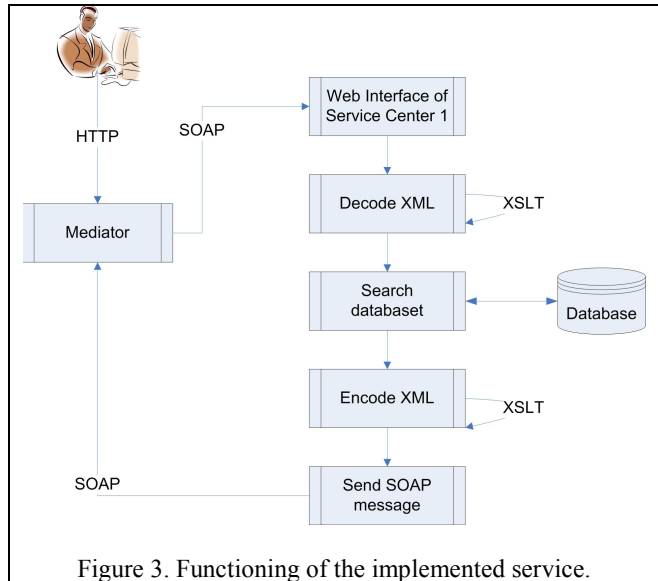 HTTP
SOAP
Web Interface of
Service Center 1
Mediator
Decode XML
XSLT
Search
databaset
Database
Encode XML
XSLT
SOAP
Send SOAP
message
Figure 3. Functioning of the implemented service.